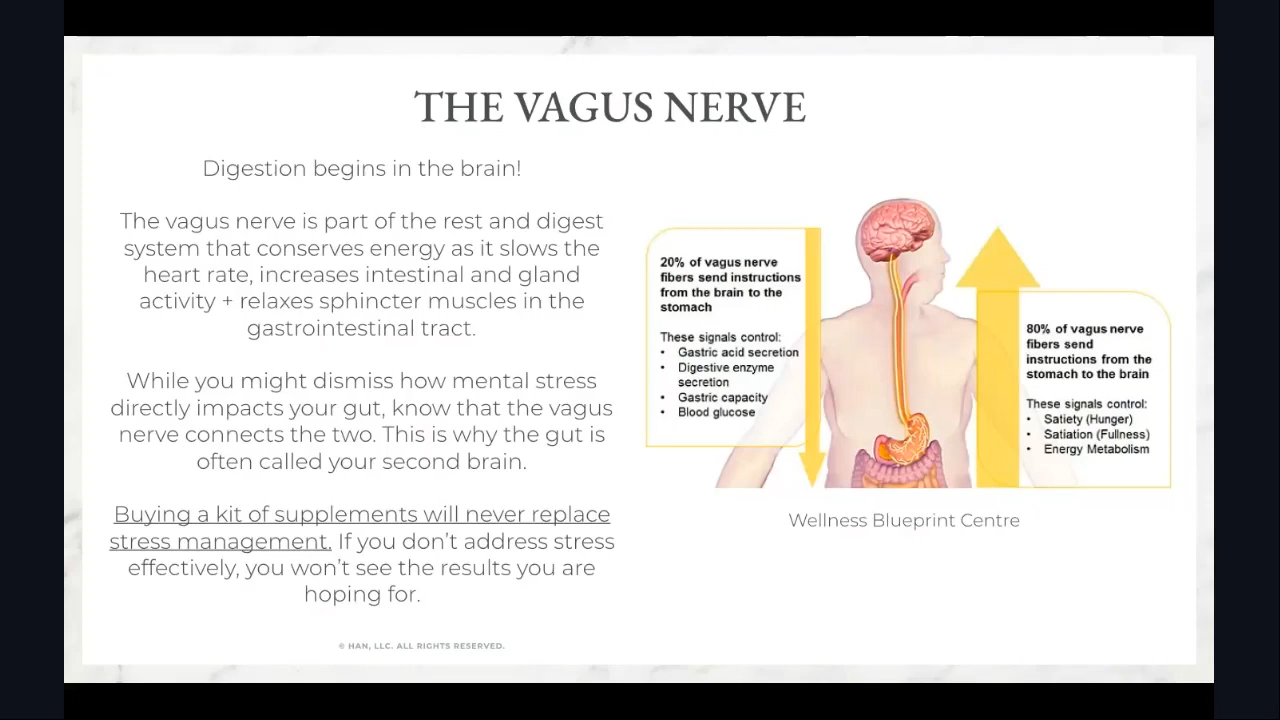 THE VAGUS NERVE
Digestion begins in the brain!
The vagus nerve is part of the rest and digest
system that conserves energy as it slows the
heart rate, increases intestinal and gland
activity + relaxes sphincter muscles in the
gastrointestinal tract.
While you might dismiss how mental stress
directly impacts your gut, know that the vagus
nerve connects the two. This is why the gut is
often called your second brain.
Buying a kit of supplements will never replace
stress management. If you don't address stress
effectively, you won't see the results you are
hoping for.
20% of vagus nerve
fibers send instructions
from the brain to the
stomach
These signals control:
• Gastric acid secretion
• Digestive enzyme
secretion
• Gastric capacity
• Blood glucose
80% of vagus nerve
fibers send
instructions from the
stomach to the brain
These signals control:
• Satiety (Hunger)
• Satiation (Fullness)
• Energy Metabolism
Wellness Blueprint Centre
© HAN, LLC. ALL RIGHTS RESERVED.